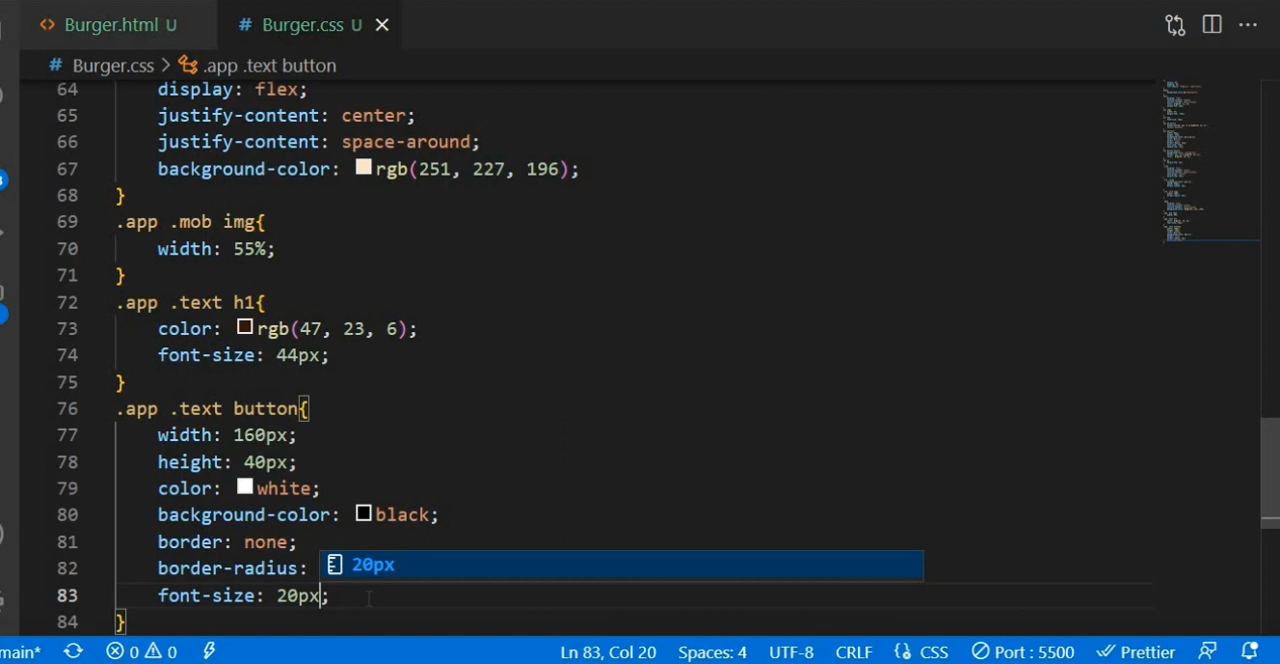 Burger.html U
# Burger.css U
# Burger.css > .app .text button
64 display: flex;
65 justify-content: center;
66 justify-content: space-around;
67 background-color: rgb(251, 227, 196);
68 }
69 .app .mob img{
70 width: 55%;
71 }
72 .app .text h1{
73 color: rgb(47, 23, 6);
74 font-size: 44px;
75 }
76 .app .text button{
77 width: 160px;
78 height: 40px;
79 color: white;
80 background-color: black;
81 border: none;
20px
82 border-radius:
83 font-size: 20px;
84 }
main* 0 0 Ln 83, Col 20 Spaces: 4 UTF-8 CRLF {} CSS Port : 5500 Prettier